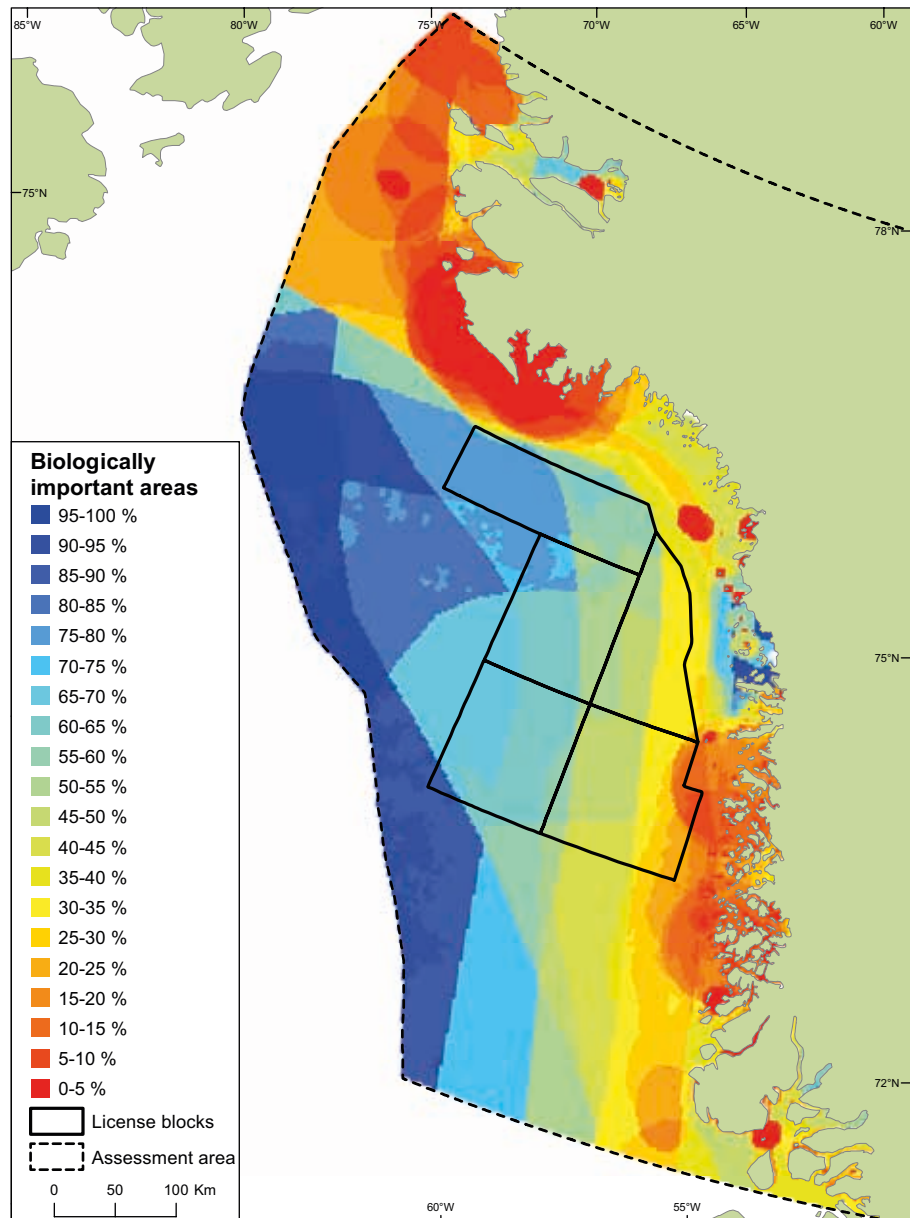 85°W 80°W 75°W 70°W 65°W 60°W
75°N
78°N
Biologically
important areas
95-100 %
90-95 %
85-90 %
80-85 %
75-80 %
70-75 %
65-70 %
60-65 %
55-60 %
50-55 %
45-50 %
40-45 %
35-40 %
30-35 %
25-30 %
20-25 %
15-20 %
10-15 %
5-10 %
0-5 %
License blocks
Assessment area
0 50 100 Km
75°N
72°N
60°W 55°W